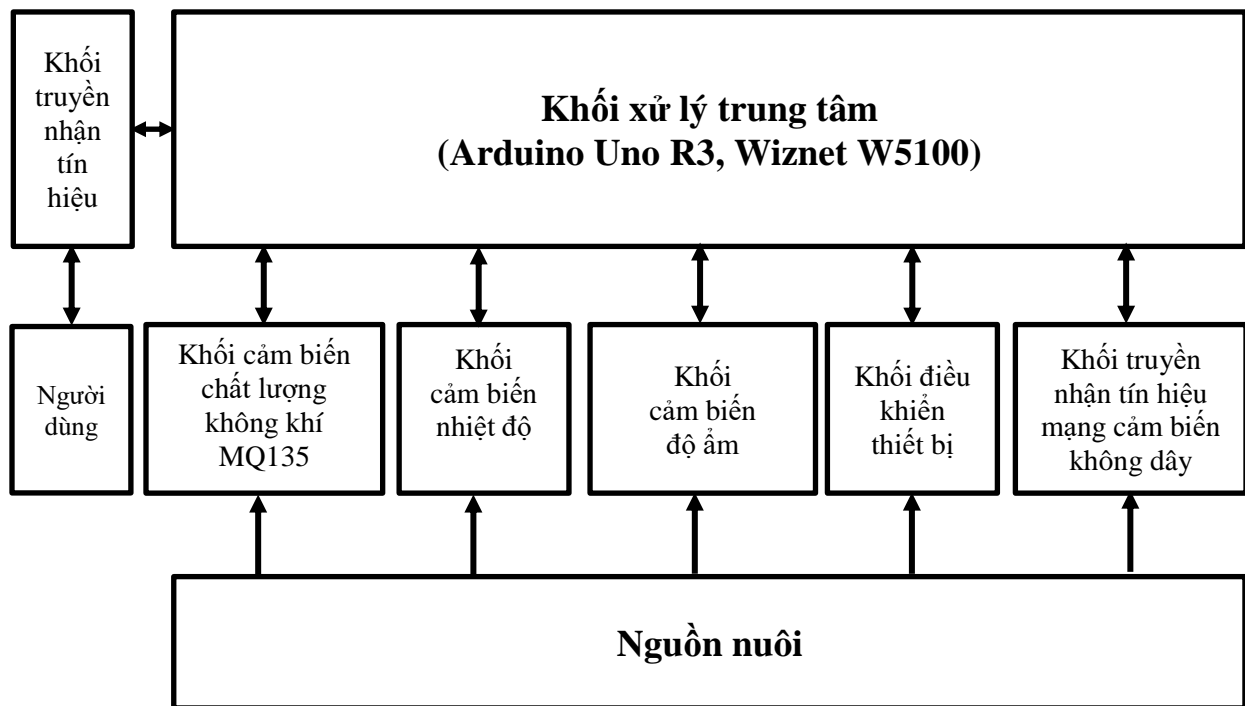 Khối
truyền
nhận
tín
hiệu
Khối xử lý trung tâm
(Arduino Uno R3, Wiznet W5100)
Người
dùng
Khối cảm biến
chất lượng
không khí
MQ135
Khối
cảm biến
nhiệt độ
Khối
cảm biến
độ ẩm
Khối điều
khiển
thiết bị
Khối truyền
nhận tín hiệu
mạng cảm biến
không dây
Nguồn nuôi